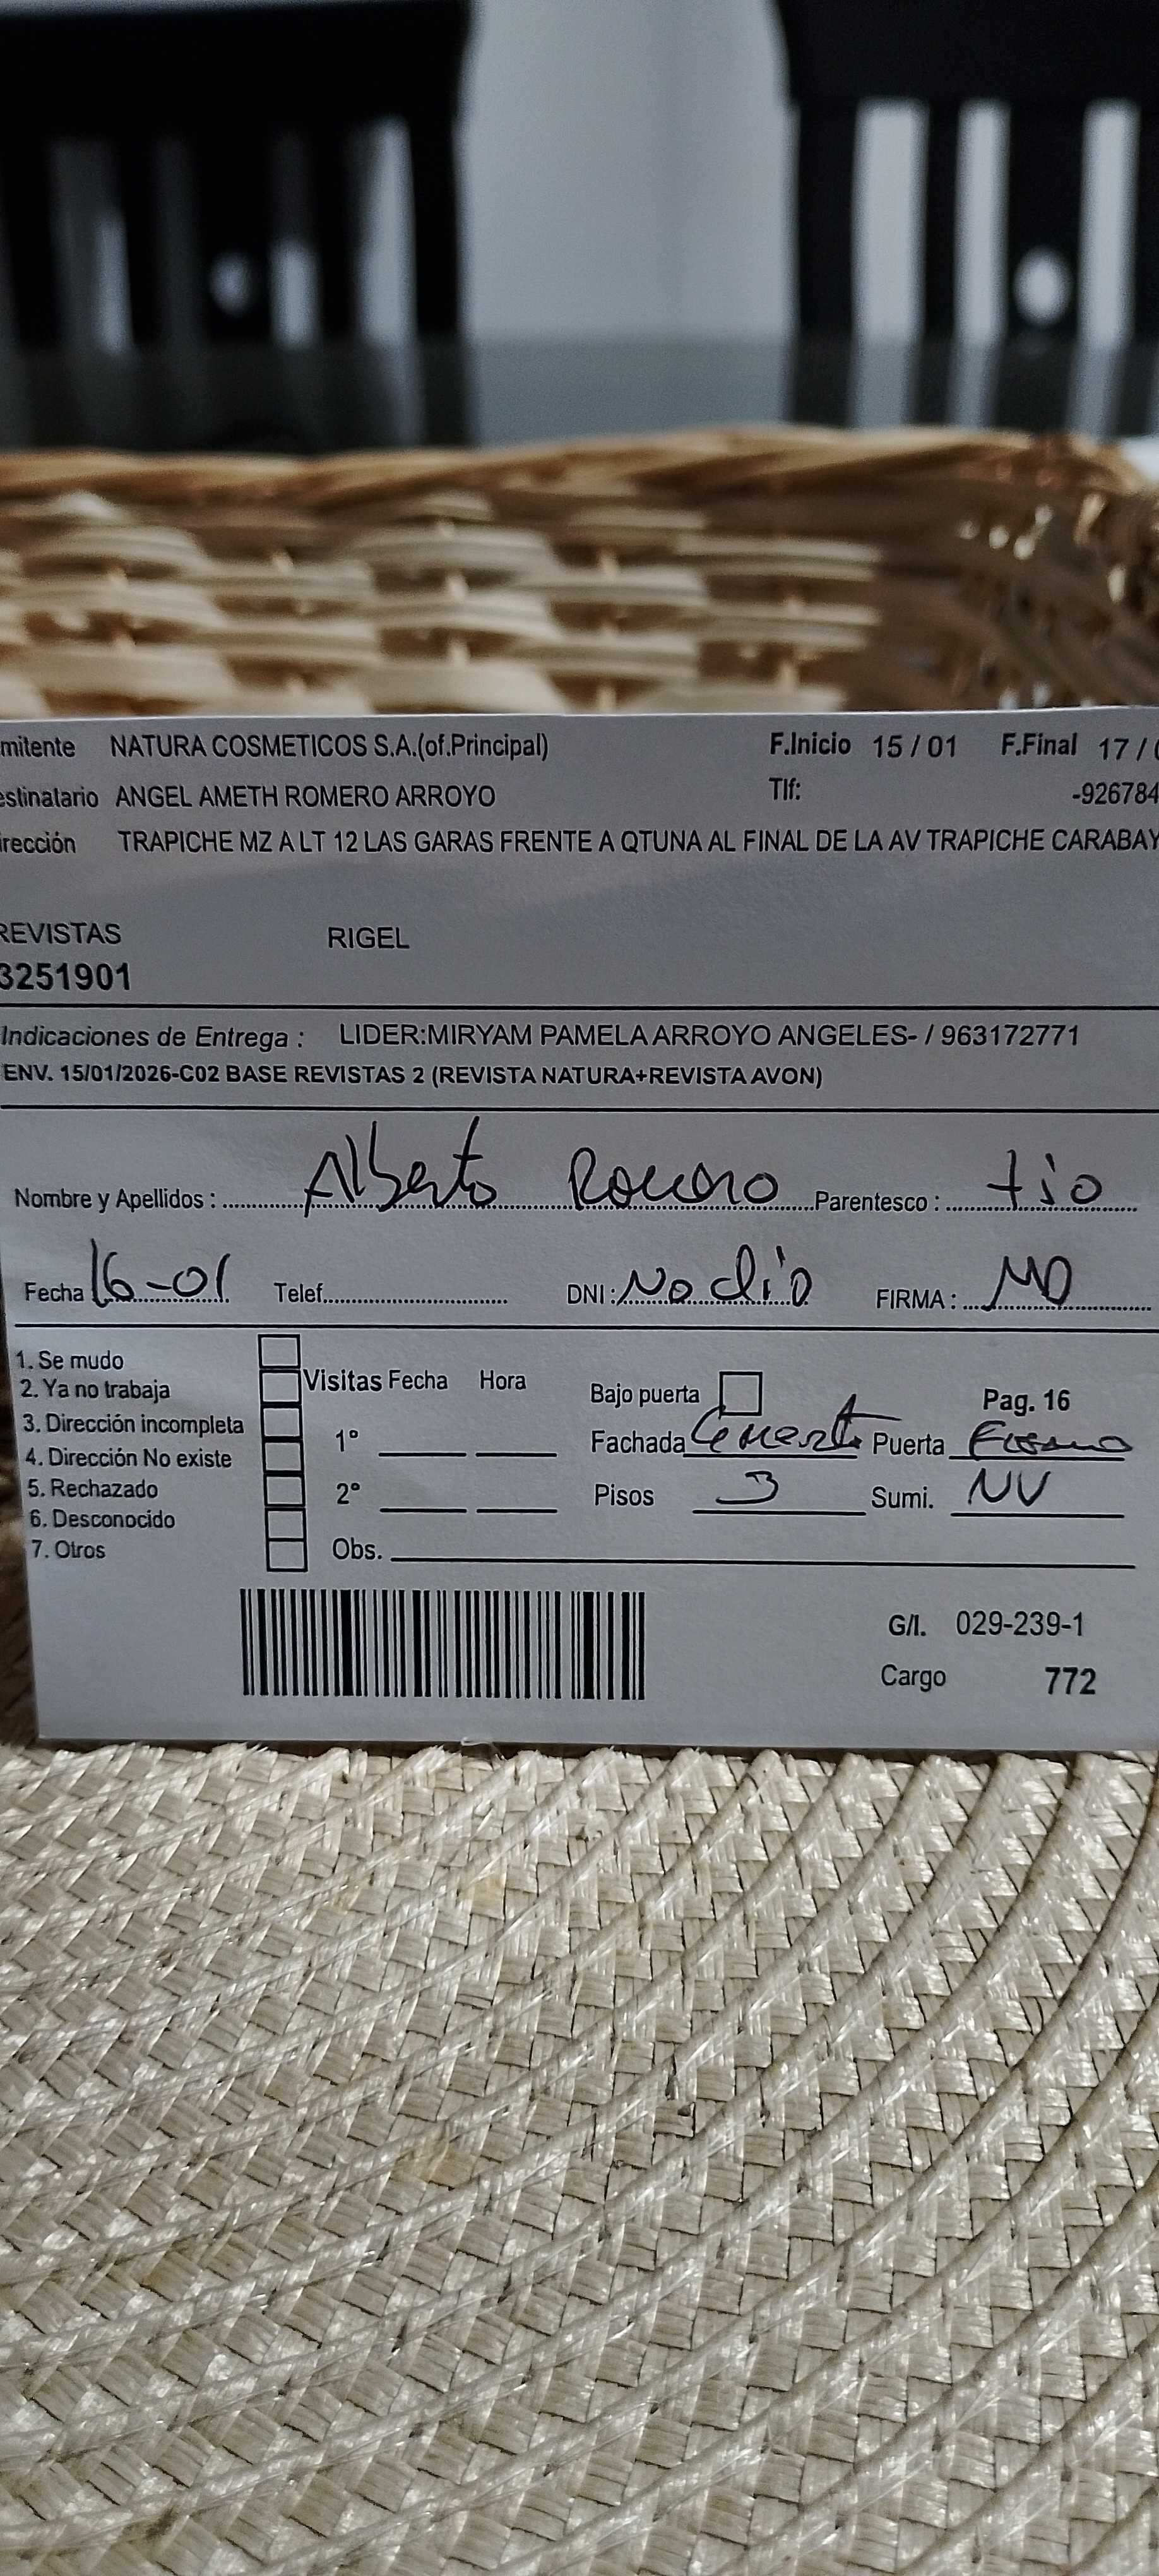 mitente NATURA COSMETICOS S.A.(of.Principal) F.Inicio 15 / 01 F.Final 17 /
estinatario ANGEL AMETH ROMERO ARROYO Tlf: -926784
irección TRAPICHE MZ A LT 12 LAS GARAS FRENTE A QTUNA AL FINAL DE LA AV TRAPICHE CARABAY
REVISTAS RIGEL
3251901
Indicaciones de Entrega : LIDER:MIRYAM PAMELA ARROYO ANGELES- / 963172771
ENV. 15/01/2026-C02 BASE REVISTAS 2 (REVISTA NATURA+REVISTA AVON)
Nombre y Apellidos : Alberto Romero Parentesco : tio
Fecha 16-01 Telef. DNI : No dio FIRMA :
1. Se mudo
2. Ya no trabaja Visitas Fecha Hora Bajo puerta Pag. 16
3. Dirección incompleta 1° Fachada Cemento Puerta
4. Dirección No existe
5. Rechazado 2° Pisos 3 Sumi. NV
6. Desconocido
7. Otros Obs.
G/I. 029-239-1
Cargo 772